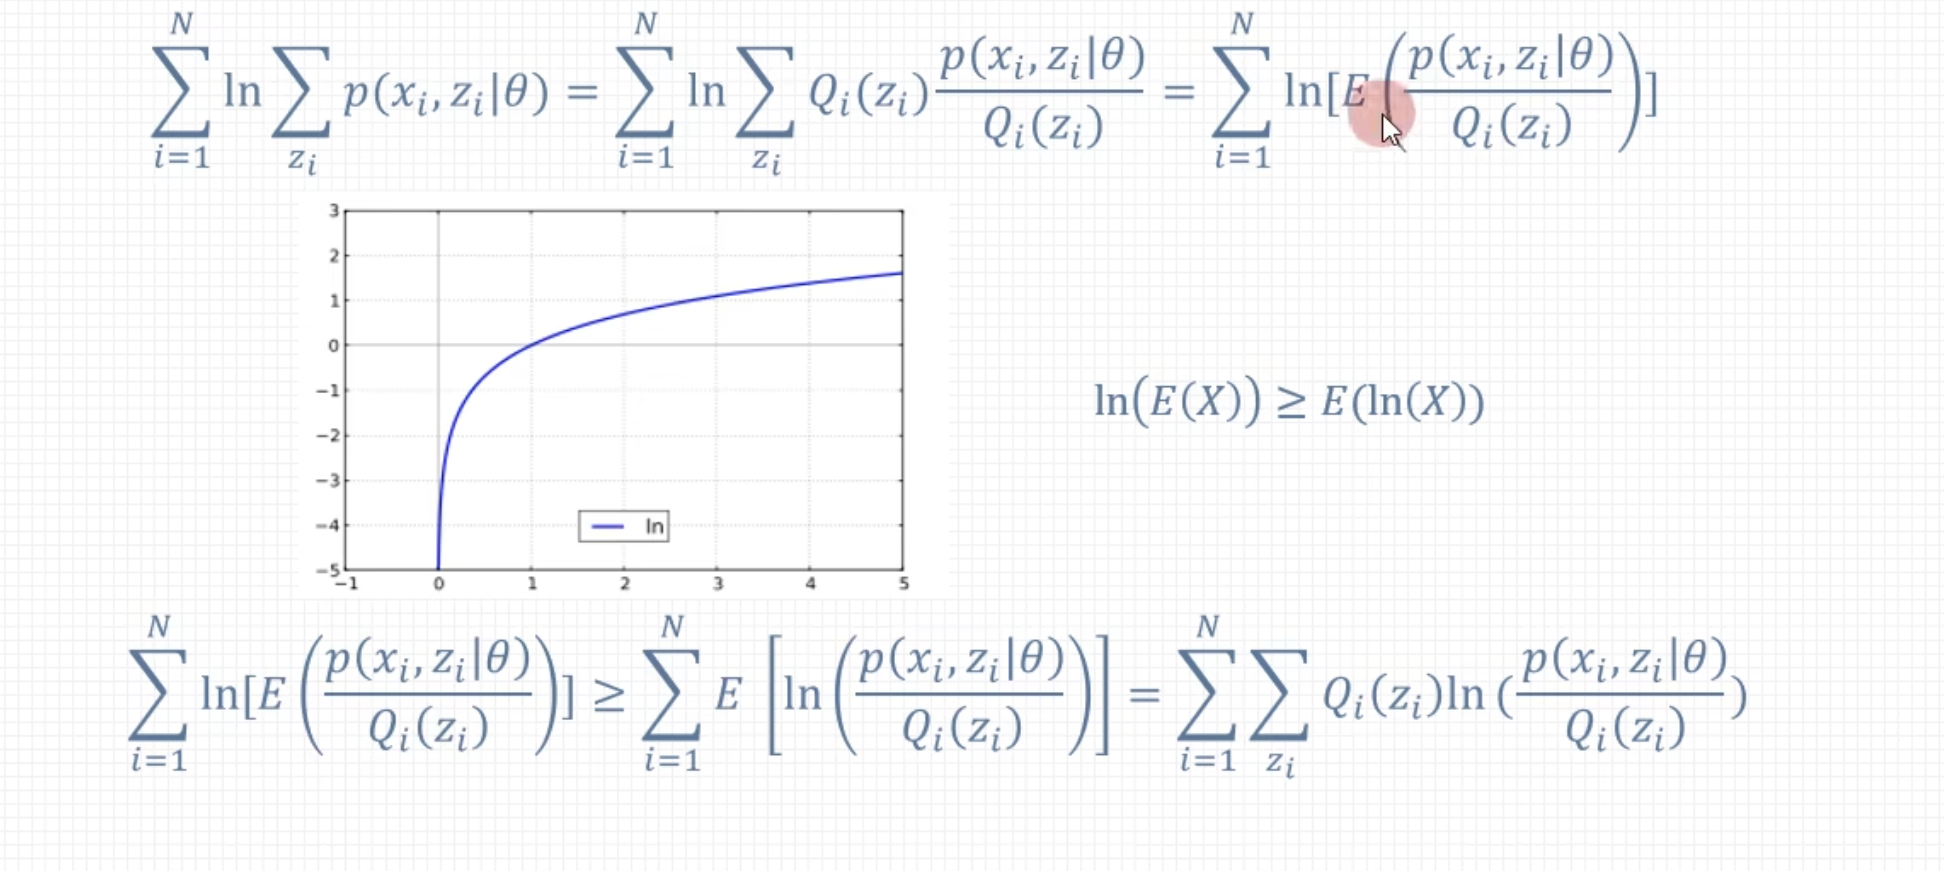 $\sum_{i=1}^{N} \ln \sum_{z_i} p(x_i, z_i|\theta) = \sum_{i=1}^{N} \ln \sum_{z_i} Q_i(z_i) \frac{p(x_i, z_i|\theta)}{Q_i(z_i)} = \sum_{i=1}^{N} \ln[E \left(\frac{p(x_i, z_i|\theta)}{Q_i(z_i)}\right)]$
3
2
1
0
−1
−2
−3
−4
−5
ln
−1 0 1 2 3 4 5
$\ln(E(X)) \geq E(\ln(X))$
$\sum_{i=1}^{N} \ln[E \left(\frac{p(x_i, z_i|\theta)}{Q_i(z_i)}\right)] \geq \sum_{i=1}^{N} E \left[\ln \left(\frac{p(x_i, z_i|\theta)}{Q_i(z_i)}\right)\right] = \sum_{i=1}^{N} \sum_{z_i} Q_i(z_i) \ln (\frac{p(x_i, z_i|\theta)}{Q_i(z_i)})$